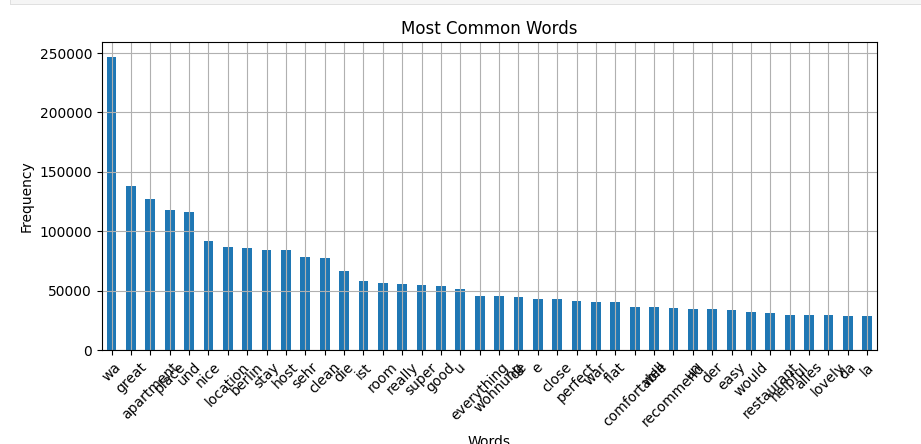 Most Common Words
Frequency
250000
200000
150000
100000
50000
0
wa
great
apartment
place
und
nice
location
berlin
stay
host
sehr
clean
die
ist
room
really
super
good
u
everything
wohnung
e
close
perfect
war
flat
comfortable
recommend
der
easy
would
restaurant
helpful
alles
lovely
da
la
Words